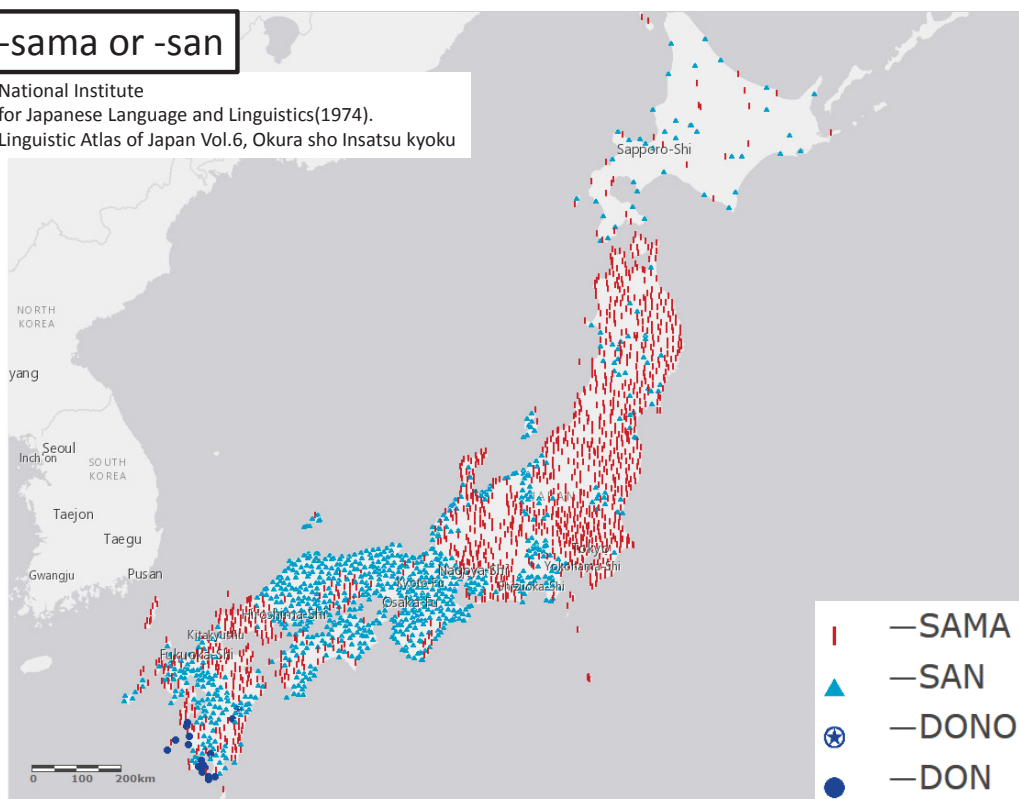 -sama or -san
National Institute
for Japanese Language and Linguistics(1974).
Linguistic Atlas of Japan Vol.6, Okura sho Insatsu kyoku
Sapporo-Shi
NORTH
KOREA
yang
Seoul
Inch'on
SOUTH
KOREA
Taejon
Taegu
Gwangju
Pusan
JAPAN
Tokyo
Yokohama-Shi
Nagoya-Shi
Shizuoka-Shi
Kyoto-Fu
Osaka-Fu
Hiroshima-Shi
Kitakyushu
Fukuoka-Shi
0 100 200km
—SAMA
—SAN
—DONO
—DON